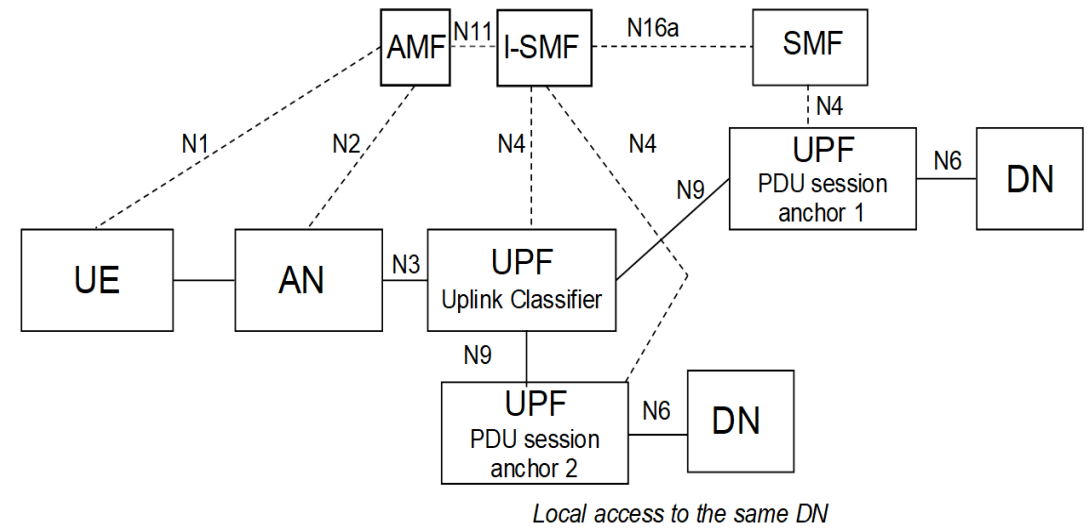 AMF
N11
I-SMF
N16a
SMF
N1
N2
N4
N4
N4
UPF
PDU session
anchor 1
N6
DN
N9
UE
AN
N3
UPF
Uplink Classifier
N9
UPF
PDU session
anchor 2
N6
DN
Local access to the same DN